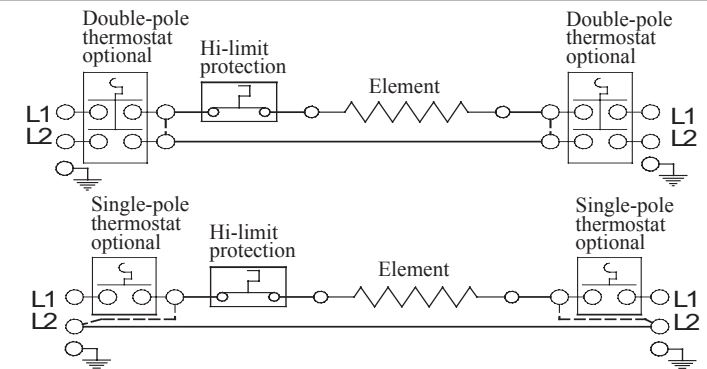 Double-pole
thermostat
optional
Hi-limit
protection
Element
Double-pole
thermostat
optional
L1
L2
L1
L2
Single-pole
thermostat
optional
Hi-limit
protection
Element
Single-pole
thermostat
optional
L1
L2
L1
L2